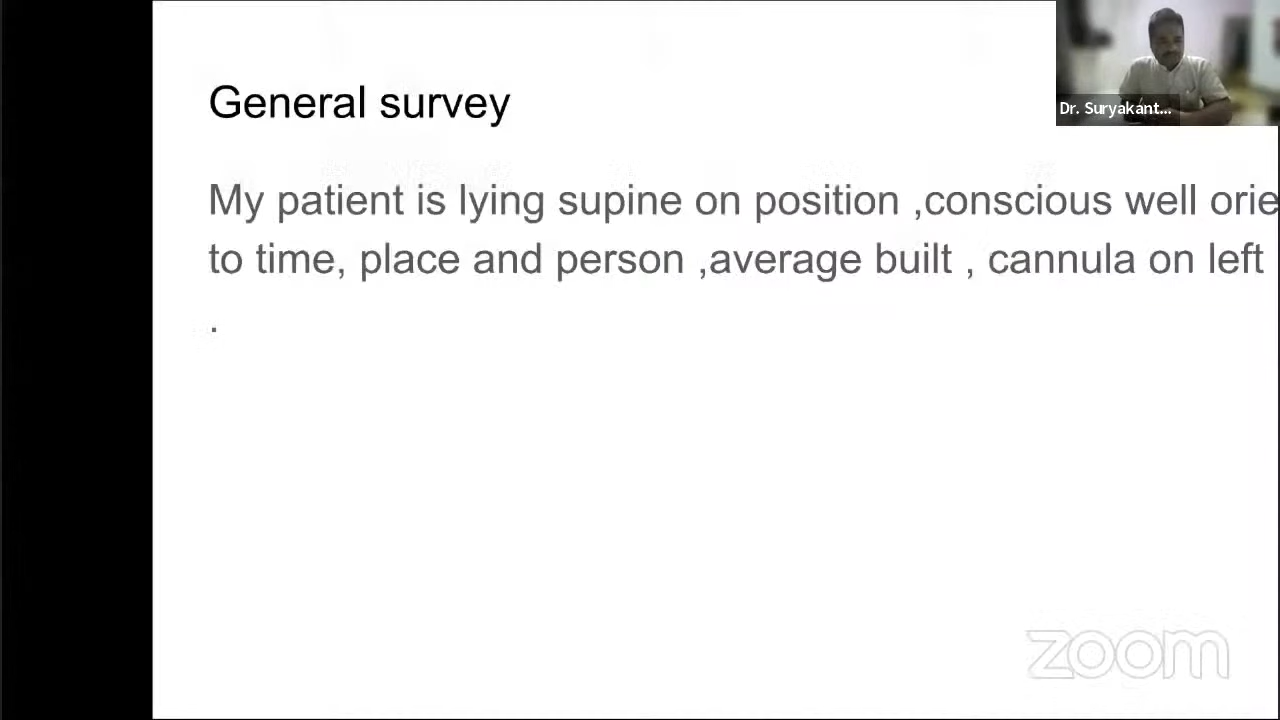 General survey
Dr. Suryakant...
My patient is lying supine on position ,conscious well orie
to time, place and person ,average built , cannula on left
.
zoom